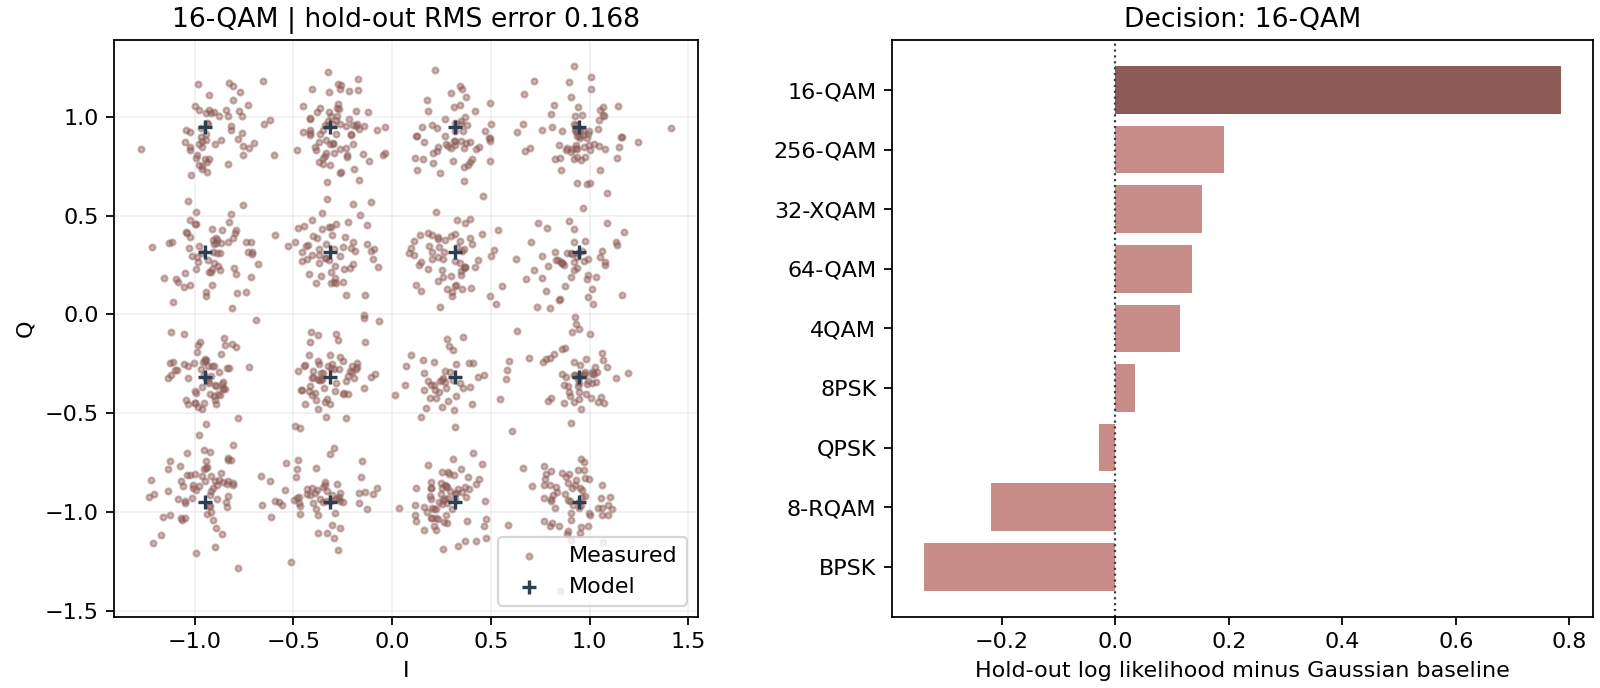 16-QAM | hold-out RMS error 0.168
1.0
0.5
0.0
−0.5
−1.0
−1.5
Q
−1.0
−0.5
0.0
0.5
1.0
1.5
I
Measured
Model
Decision: 16-QAM
16-QAM
256-QAM
32-XQAM
64-QAM
4QAM
8PSK
QPSK
8-RQAM
BPSK
−0.2
0.0
0.2
0.4
0.6
0.8
Hold-out log likelihood minus Gaussian baseline